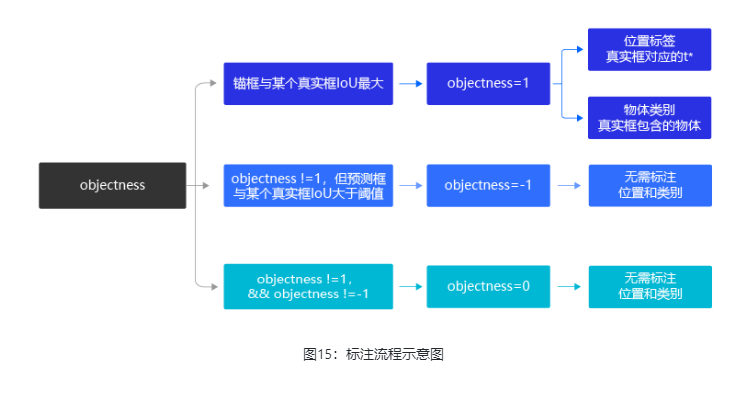 objectness
锚框与某个真实框IoU最大
objectness=1
位置标签
真实框对应的t*
物体类别
真实框包含的物体
objectness !=1，但预测框
与某个真实框IoU大于阈值
objectness=-1
无需标注
位置和类别
objectness !=1,
&& objectness !=-1
objectness=0
无需标注
位置和类别
图15：标注流程示意图